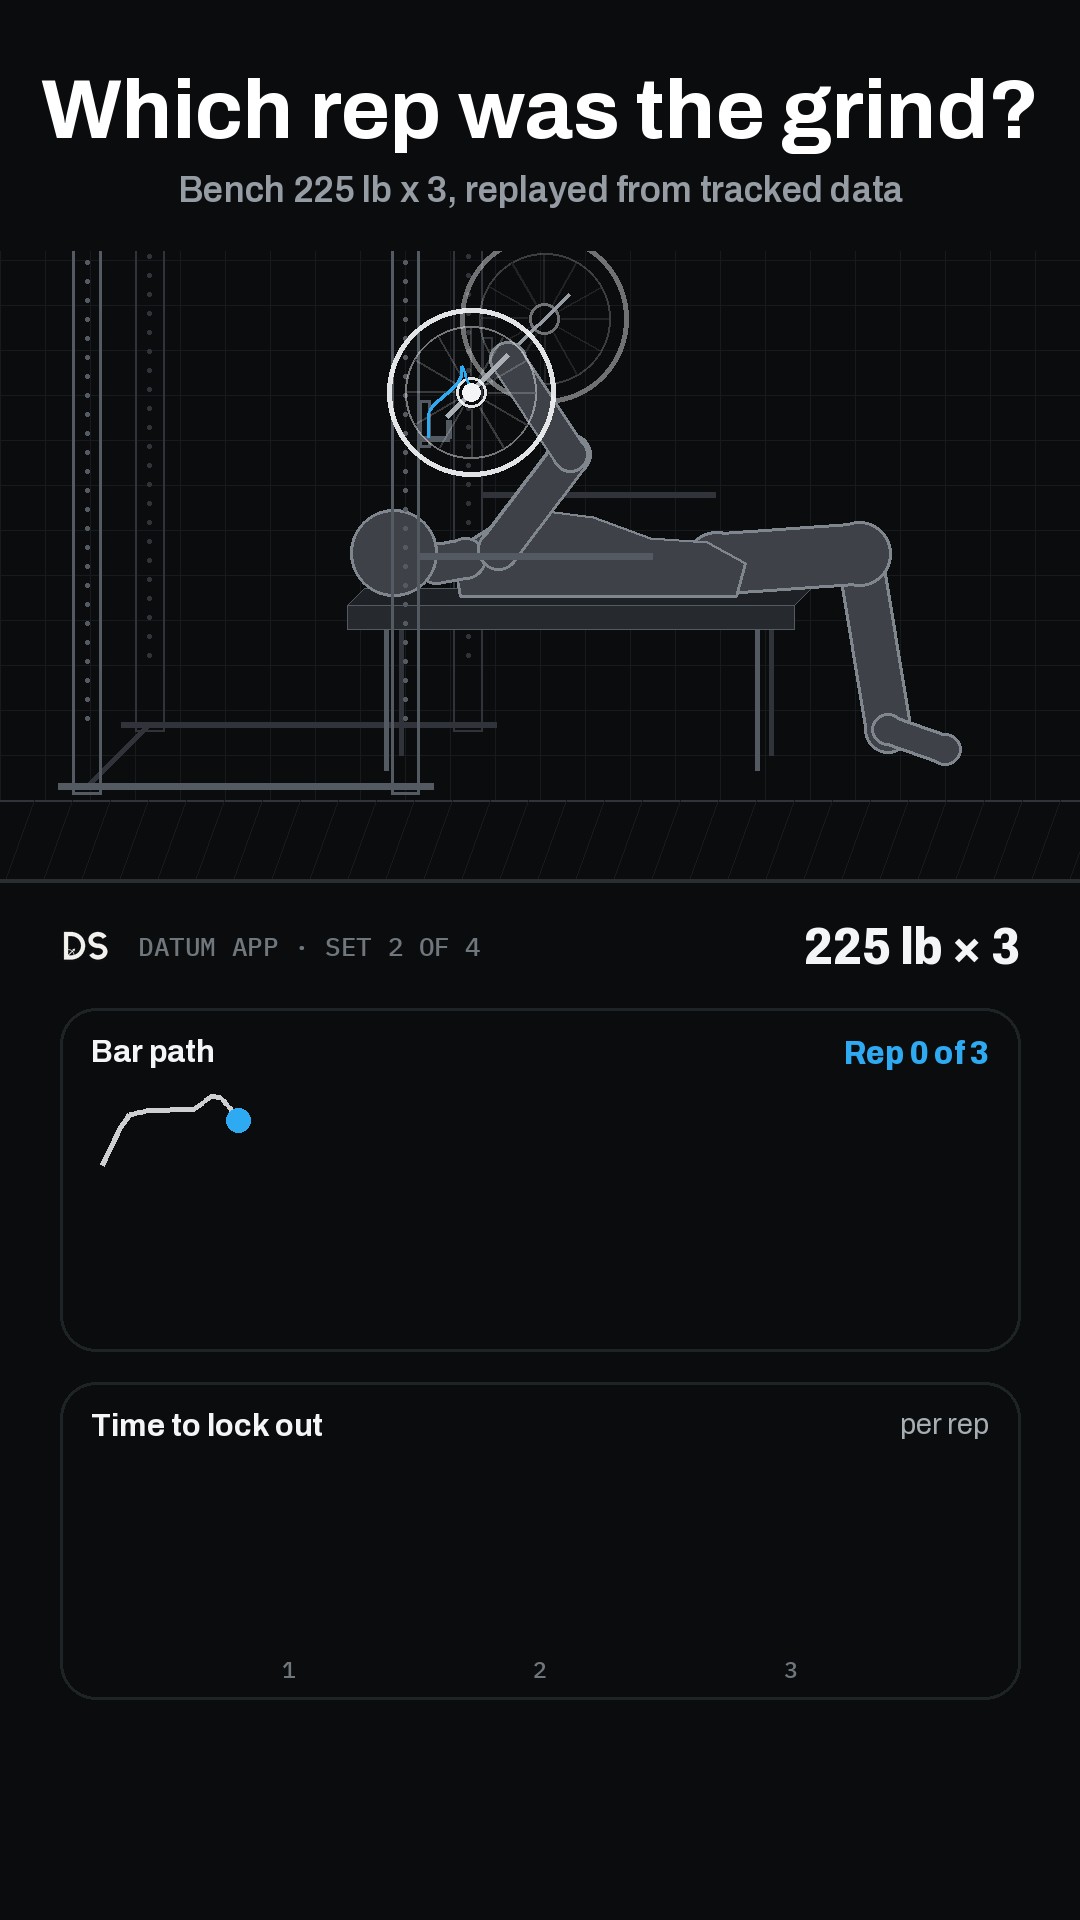 Which rep was the grind?
Bench 225 lb x 3, replayed from tracked data
DS DATUM APP · SET 2 OF 4
225 lb × 3
Bar path
Rep 0 of 3
Time to lock out
per rep
1 2 3